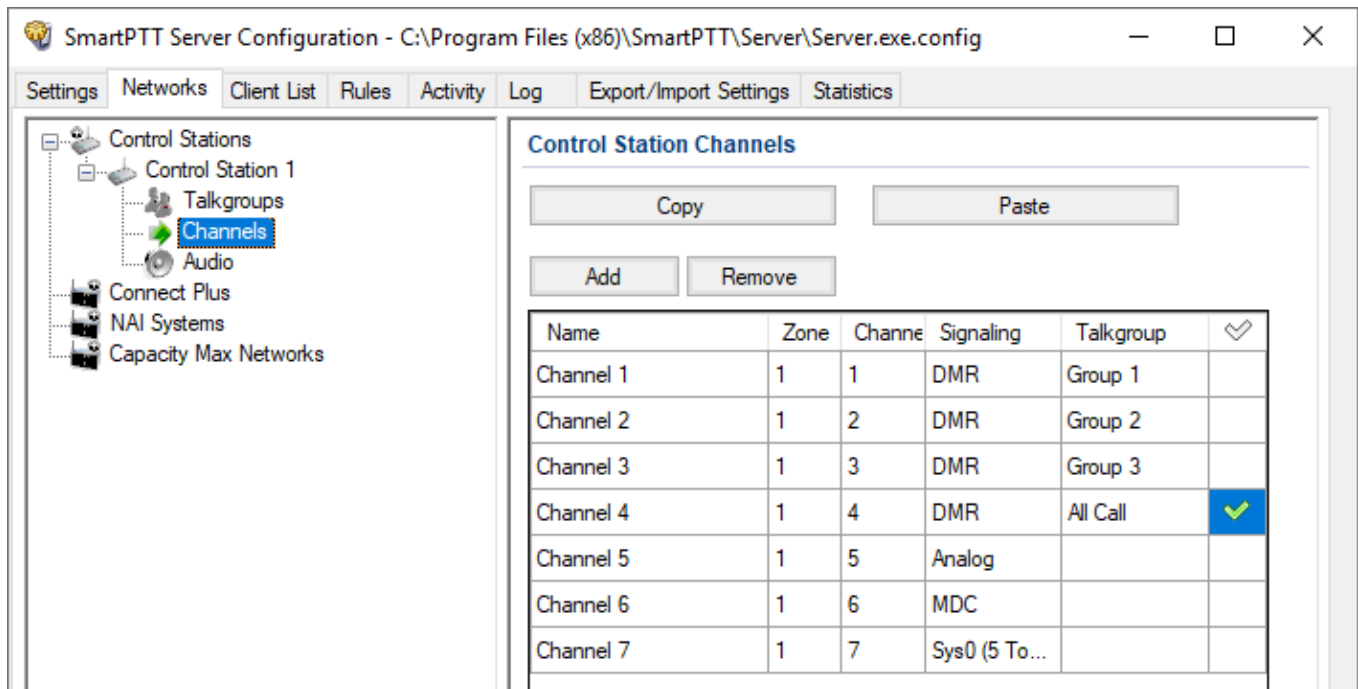 SmartPTT Server Configuration - C:\Program Files (x86)\SmartPTT\Server\Server.exe.config
Settings Networks Client List Rules Activity Log Export/Import Settings Statistics
Control Stations
Control Station 1
Talkgroups
Channels
Audio
Connect Plus
NAI Systems
Capacity Max Networks
Control Station Channels
Copy Paste
Add Remove
Name Zone Channe Signaling Talkgroup
Channel 1 1 1 DMR Group 1
Channel 2 1 2 DMR Group 2
Channel 3 1 3 DMR Group 3
Channel 4 1 4 DMR All Call
Channel 5 1 5 Analog
Channel 6 1 6 MDC
Channel 7 1 7 Sys0 (5 To...